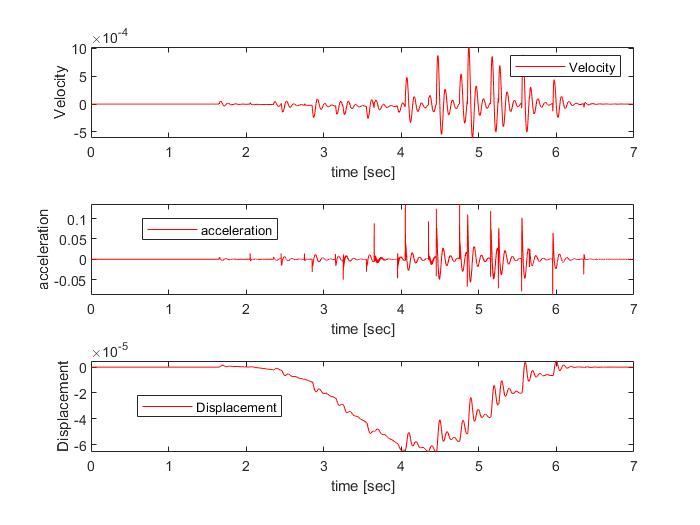 ×10-4
10
5
0
-5
Velocity
Velocity
0 1 2 3 4 5 6 7
time [sec]
0.1
0.05
0
-0.05
acceleration
acceleration
0 1 2 3 4 5 6 7
time [sec]
×10-5
0
-2
-4
-6
Displacement
Displacement
0 1 2 3 4 5 6 7
time [sec]